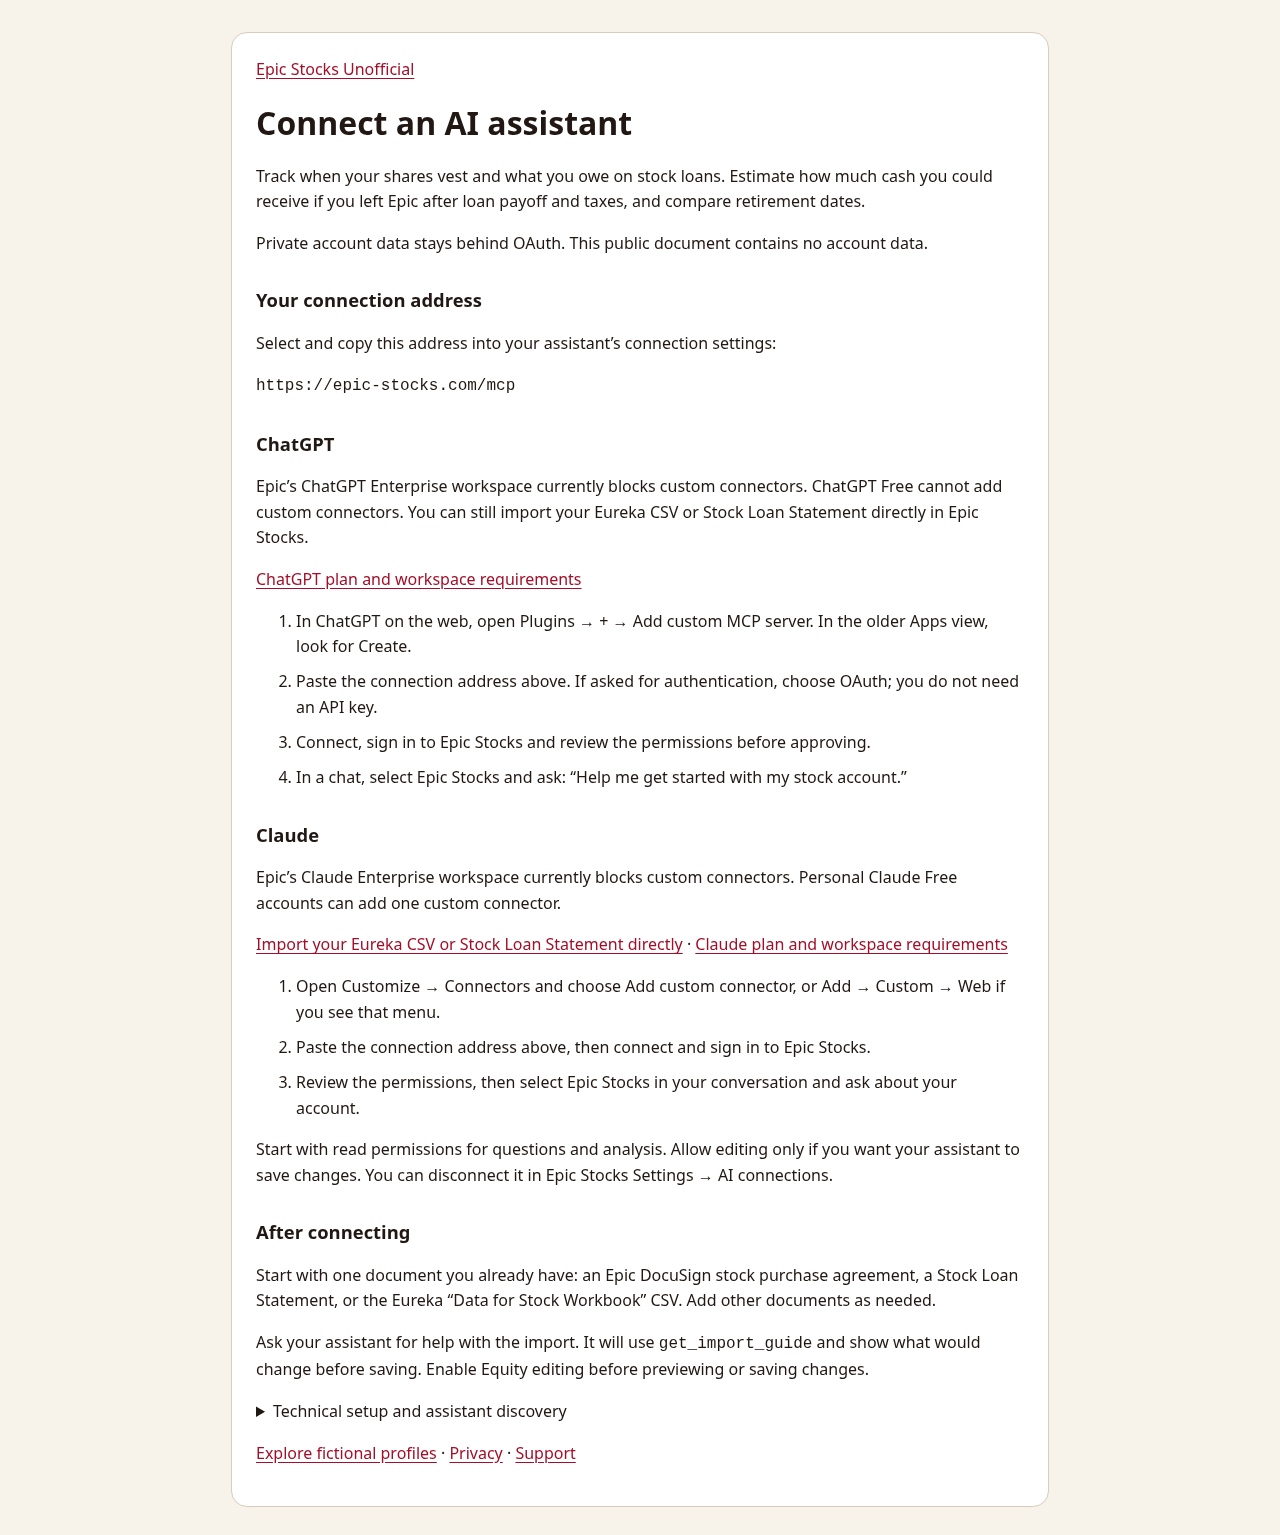 Epic Stocks Unofficial
Connect an AI assistant
Track when your shares vest and what you owe on stock loans. Estimate how much cash you could
receive if you left Epic after loan payoff and taxes, and compare retirement dates.
Private account data stays behind OAuth. This public document contains no account data.
Your connection address
Select and copy this address into your assistant’s connection settings:
https://epic-stocks.com/mcp
ChatGPT
Epic’s ChatGPT Enterprise workspace currently blocks custom connectors. ChatGPT Free cannot add
custom connectors. You can still import your Eureka CSV or Stock Loan Statement directly in Epic
Stocks.
ChatGPT plan and workspace requirements
1. In ChatGPT on the web, open Plugins → + → Add custom MCP server. In the older Apps view,
look for Create.
2. Paste the connection address above. If asked for authentication, choose OAuth; you do not need
an API key.
3. Connect, sign in to Epic Stocks and review the permissions before approving.
4. In a chat, select Epic Stocks and ask: “Help me get started with my stock account.”
Claude
Epic’s Claude Enterprise workspace currently blocks custom connectors. Personal Claude Free
accounts can add one custom connector.
Import your Eureka CSV or Stock Loan Statement directly · Claude plan and workspace requirements
1. Open Customize → Connectors and choose Add custom connector, or Add → Custom → Web if
you see that menu.
2. Paste the connection address above, then connect and sign in to Epic Stocks.
3. Review the permissions, then select Epic Stocks in your conversation and ask about your
account.
Start with read permissions for questions and analysis. Allow editing only if you want your assistant to
save changes. You can disconnect it in Epic Stocks Settings → AI connections.
After connecting
Start with one document you already have: an Epic DocuSign stock purchase agreement, a Stock Loan
Statement, or the Eureka “Data for Stock Workbook” CSV. Add other documents as needed.
Ask your assistant for help with the import. It will use get_import_guide and show what would
change before saving. Enable Equity editing before previewing or saving changes.
Technical setup and assistant discovery
Explore fictional profiles · Privacy · Support